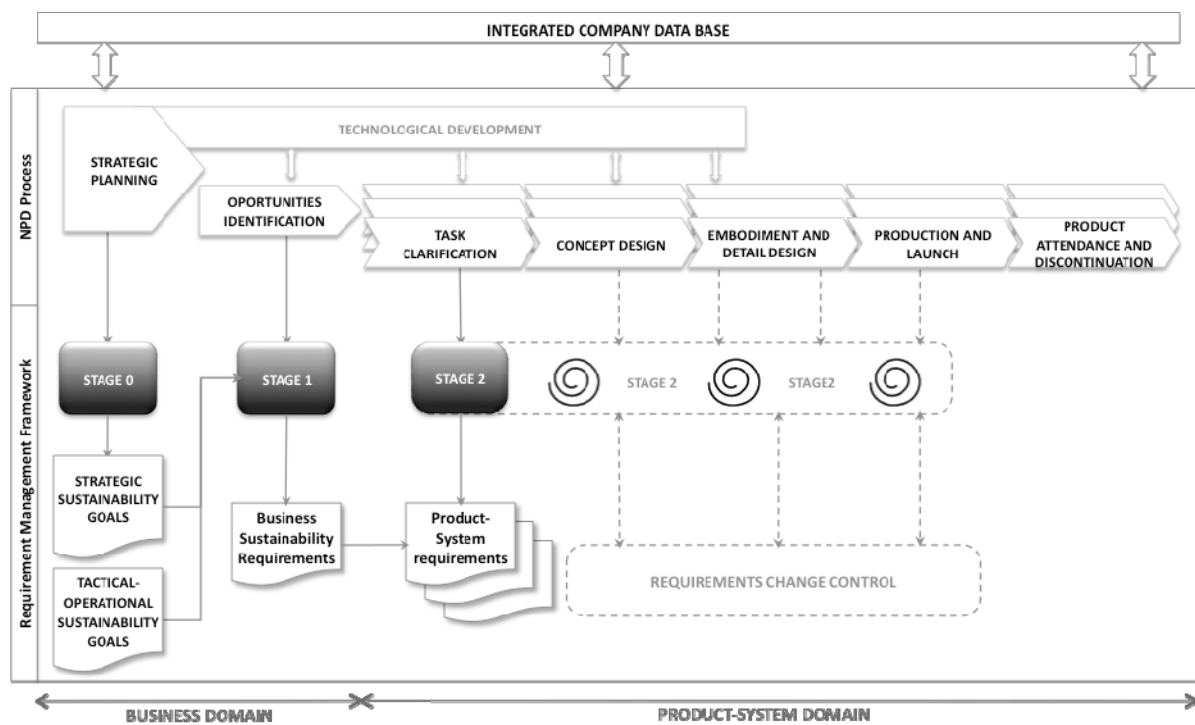 INTEGRATED COMPANY DATA BASE
NPD Process
TECHNOLOGICAL DEVELOPMENT
STRATEGIC
PLANNING
OPORTUNITIES
IDENTIFICATION
TASK
CLARIFICATION
CONCEPT DESIGN
EMBODIMENT AND
DETAIL DESIGN
PRODUCTION AND
LAUNCH
PRODUCT
ATTENDANCE AND
DISCONTINUATION
Requirement Management Framework
STAGE 0
STAGE 1
STAGE 2
STAGE 2
STAGE2
STRATEGIC
SUSTAINABILITY
GOALS
Business
Sustainability
Requirements
Product-
System
requirements
TACTICAL-
OPERATIONAL
SUSTAINABILITY
GOALS
REQUIREMENTS CHANGE CONTROL
BUSINESS DOMAIN
PRODUCT-SYSTEM DOMAIN